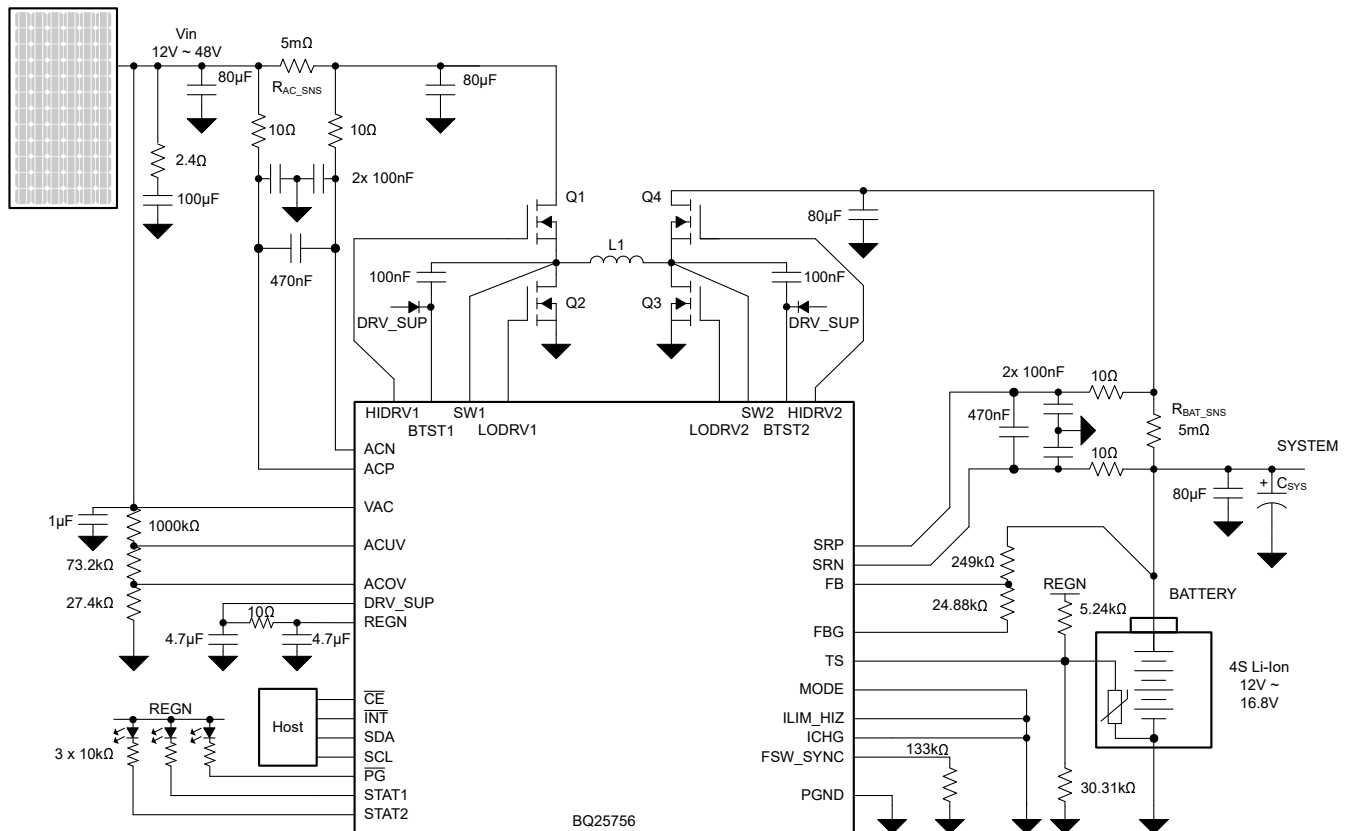 Vin
12V ~ 48V
5mΩ
R_AC_SNS
80µF
80µF
10Ω
10Ω
2.4Ω
100µF
2x 100nF
470nF
Q1
Q4
80µF
L1
100nF
100nF
Q2
Q3
DRV_SUP
DRV_SUP
2x 100nF
10Ω
470nF
R_BAT_SNS
5mΩ
10Ω
SYSTEM
80µF
+
C_SYS
HIDRV1
BTST1
SW1
LODRV1
LODRV2
SW2
BTST2
HIDRV2
ACN
ACP
VAC
1µF
1000kΩ
ACUV
73.2kΩ
ACOV
27.4kΩ
DRV_SUP
10Ω
REGN
4.7µF
4.7µF
SRP
SRN
249kΩ
FB
24.88kΩ
FBG
REGN
5.24kΩ
BATTERY
TS
4S Li-Ion
12V ~
16.8V
MODE
ILIM_HIZ
ICHG
133kΩ
FSW_SYNC
30.31kΩ
PGND
Host
CE
INT
SDA
SCL
REGN
3 x 10kΩ
PG
STAT1
STAT2
BQ25756